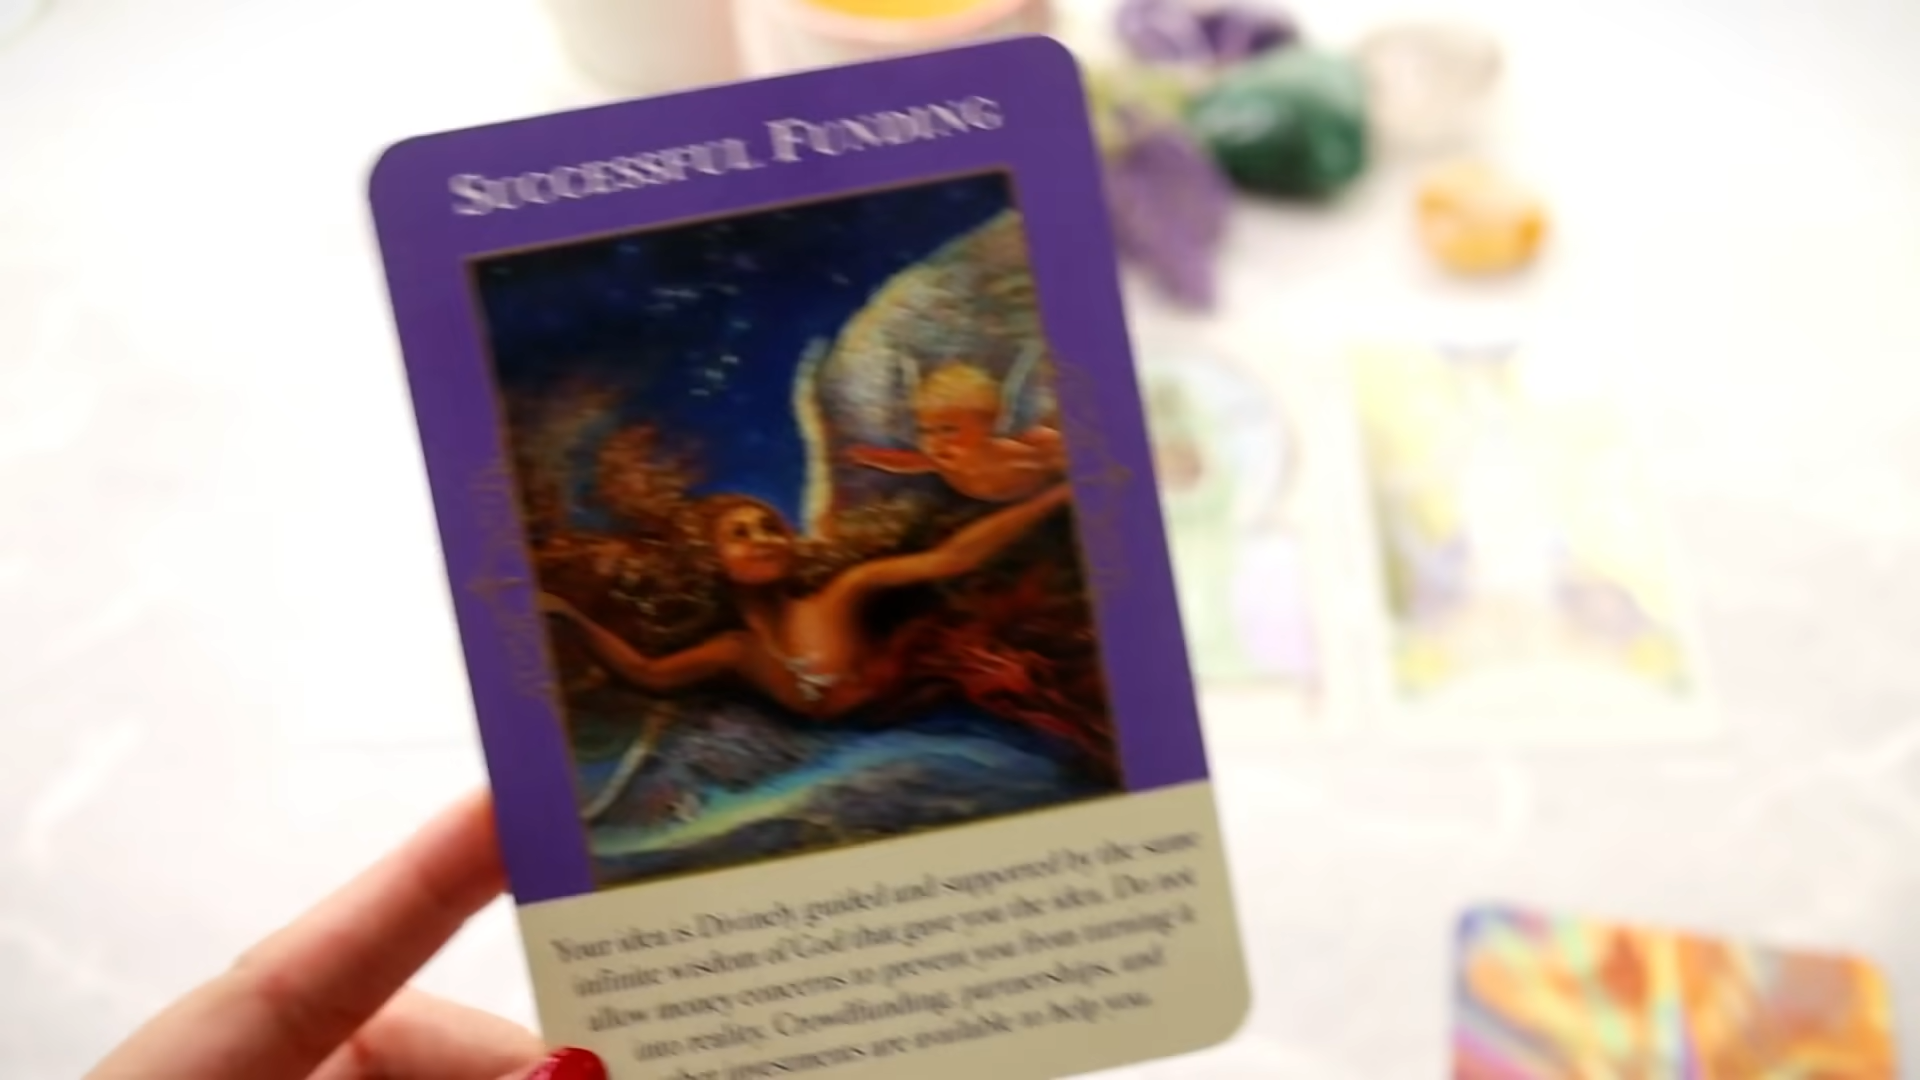 SUCCESSFUL FUNDING
Your idea is Divinely guided and supported by the same
infinite wisdom of God that gave you the idea. Do not
allow money concerns to prevent you from turning it
into reality. Crowdfunding, partnerships, and
other investments are available to help you.